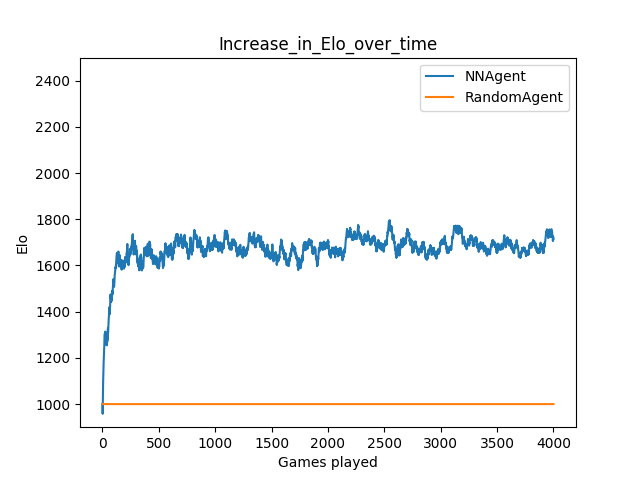 Increase_in_Elo_over_time
NNAgent
RandomAgent
2400
2200
2000
1800
1600
1400
1200
1000
Elo
0 500 1000 1500 2000 2500 3000 3500 4000
Games played